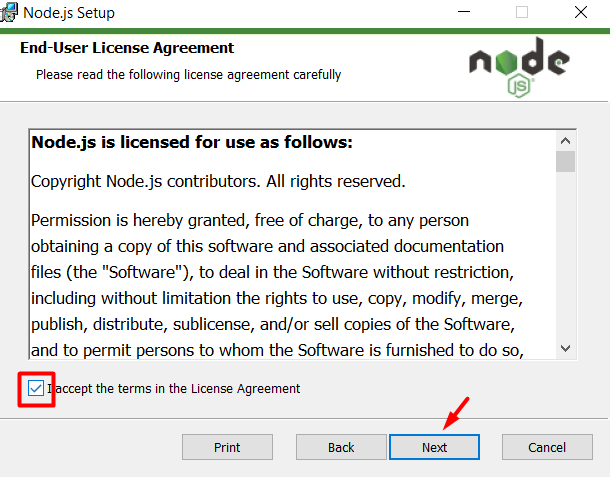 Node.js Setup
End-User License Agreement
Please read the following license agreement carefully
node
JS
Node.js is licensed for use as follows:
Copyright Node.js contributors. All rights reserved.
Permission is hereby granted, free of charge, to any person
obtaining a copy of this software and associated documentation
files (the "Software"), to deal in the Software without restriction,
including without limitation the rights to use, copy, modify, merge,
publish, distribute, sublicense, and/or sell copies of the Software,
and to permit persons to whom the Software is furnished to do so,
I accept the terms in the License Agreement
Print Back Next Cancel